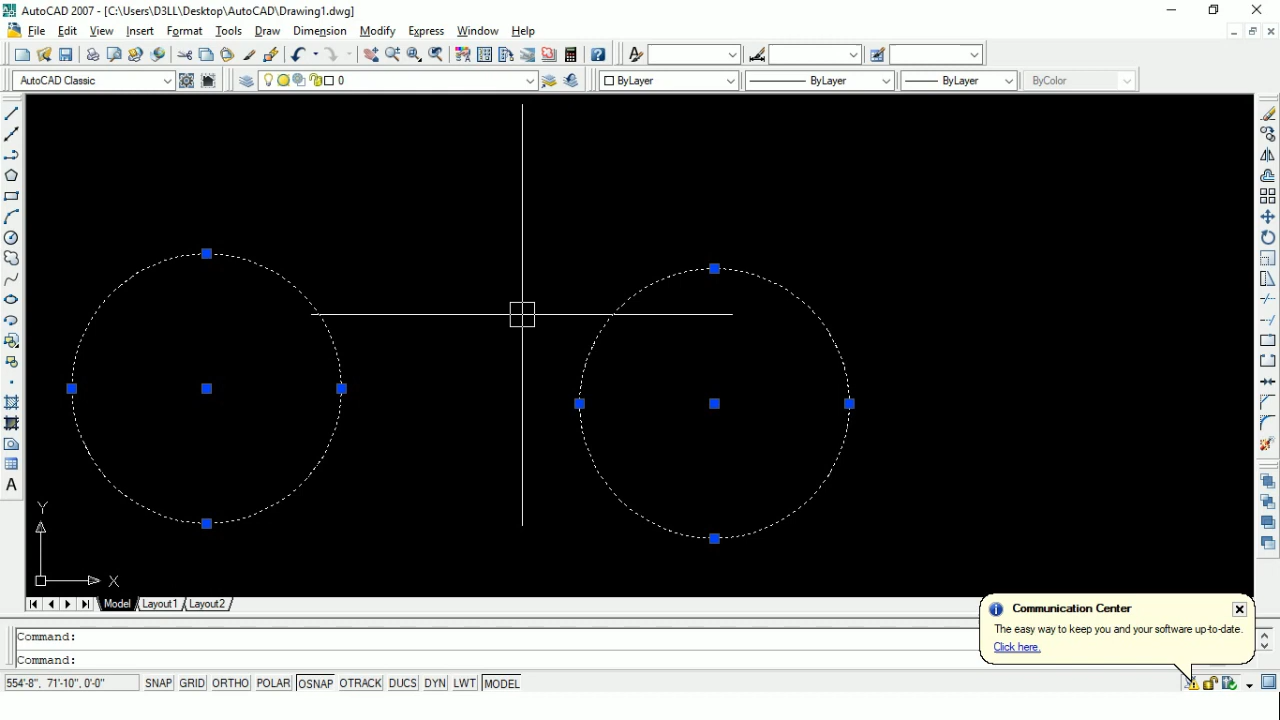 AutoCAD 2007 - [C:\Users\D3LL\Desktop\AutoCAD\Drawing1.dwg]
File Edit View Insert Format Tools Draw Dimension Modify Express Window Help
AutoCAD Classic 0 ByLayer ByLayer ByLayer ByColor
A
Y
X
Model Layout1 Layout2
Communication Center
The easy way to keep you and your software up-to-date.
Click here.
Command:
Command:
554'-8", 71'-10", 0'-0" SNAP GRID ORTHO POLAR OSNAP OTRACK DUCS DYN LWT MODEL